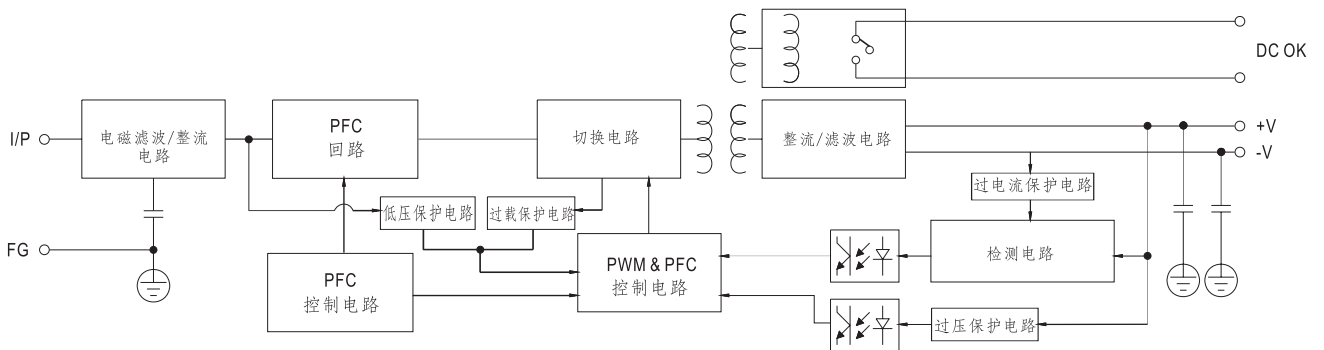 DC OK
I/P
电磁滤波/整流
电路
PFC
回路
切换电路
整流/滤波电路
+V
-V
过电流保护电路
低压保护电路
过载保护电路
FG
PFC
控制电路
PWM & PFC
控制电路
检测电路
过压保护电路